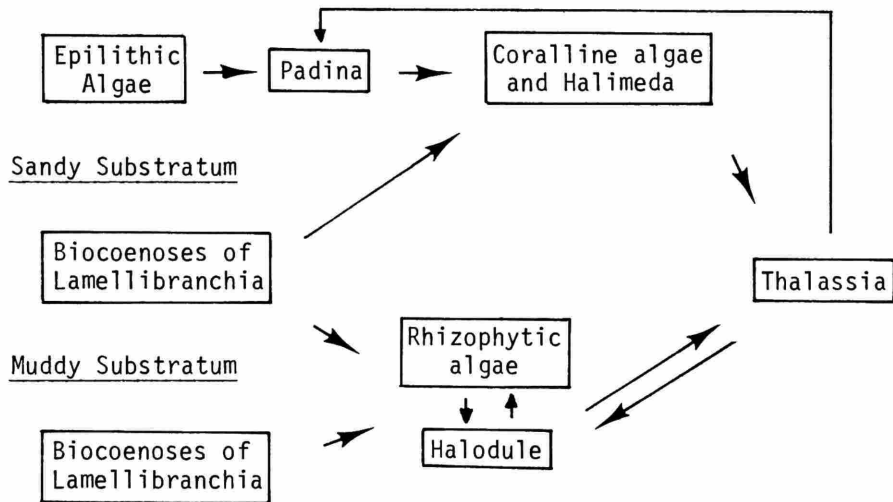 Epilithic
Algae
Padina
Coralline algae
and Halimeda
Sandy Substratum
Biocoenoses of
Lamellibranchia
Thalassia
Rhizophytic
algae
Muddy Substratum
Halodule
Biocoenoses of
Lamellibranchia